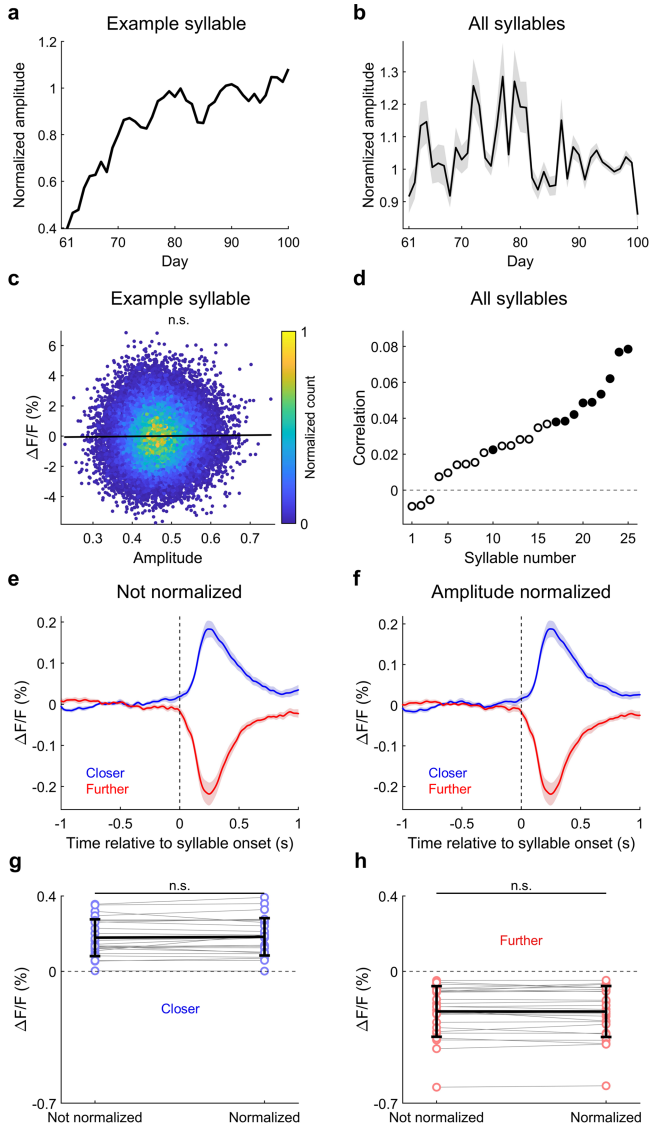 a
Example syllable
Normalized amplitude
1.2
1
0.8
0.6
0.4
61
70
80
90
100
Day
b
All syllables
Noramlized amplitude
1.3
1.2
1.1
1
0.9
61
70
80
90
100
Day
c
Example syllable
n.s.
ΔF/F (%)
6
4
2
0
-2
-4
0.3
0.4
0.5
0.6
0.7
Amplitude
1
0
Normalized count
d
All syllables
Correlation
0.08
0.06
0.04
0.02
0
1
5
10
15
20
25
Syllable number
e
Not normalized
ΔF/F (%)
0.2
0.1
0
-0.1
-0.2
Closer
Further
-1
-0.5
0
0.5
1
Time relative to syllable onset (s)
f
Amplitude normalized
ΔF/F (%)
0.2
0.1
0
-0.1
-0.2
Closer
Further
-1
-0.5
0
0.5
1
Time relative to syllable onset (s)
g
n.s.
ΔF/F (%)
0.4
0
-0.7
Closer
Not normalized
Normalized
h
n.s.
ΔF/F (%)
0.4
0
-0.7
Further
Not normalized
Normalized